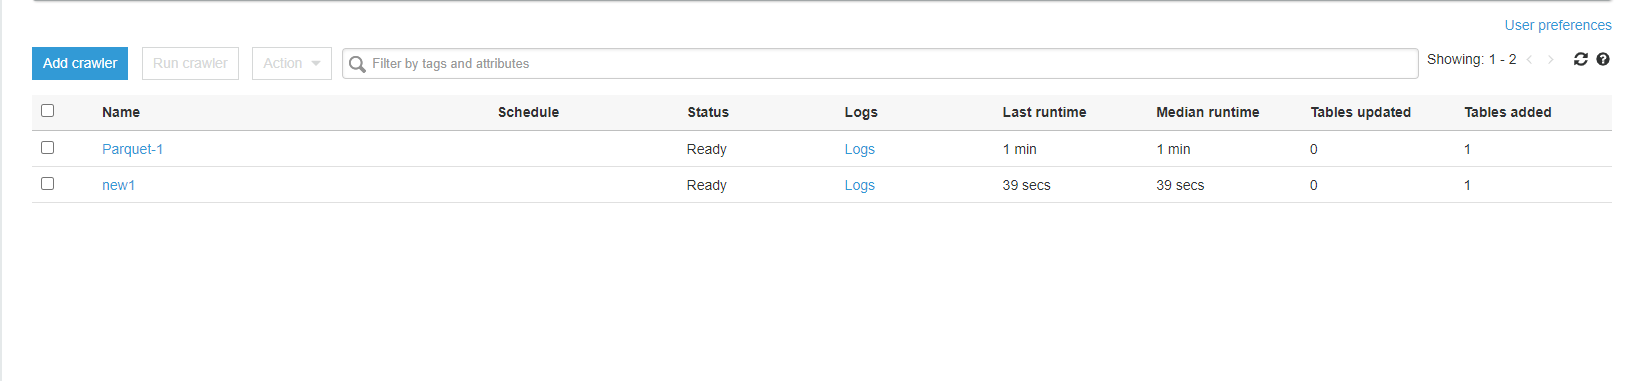 User preferences
Add crawler Run crawler Action Filter by tags and attributes Showing: 1 - 2
Name Schedule Status Logs Last runtime Median runtime Tables updated Tables added
Parquet-1 Ready Logs 1 min 1 min 0 1
new1 Ready Logs 39 secs 39 secs 0 1